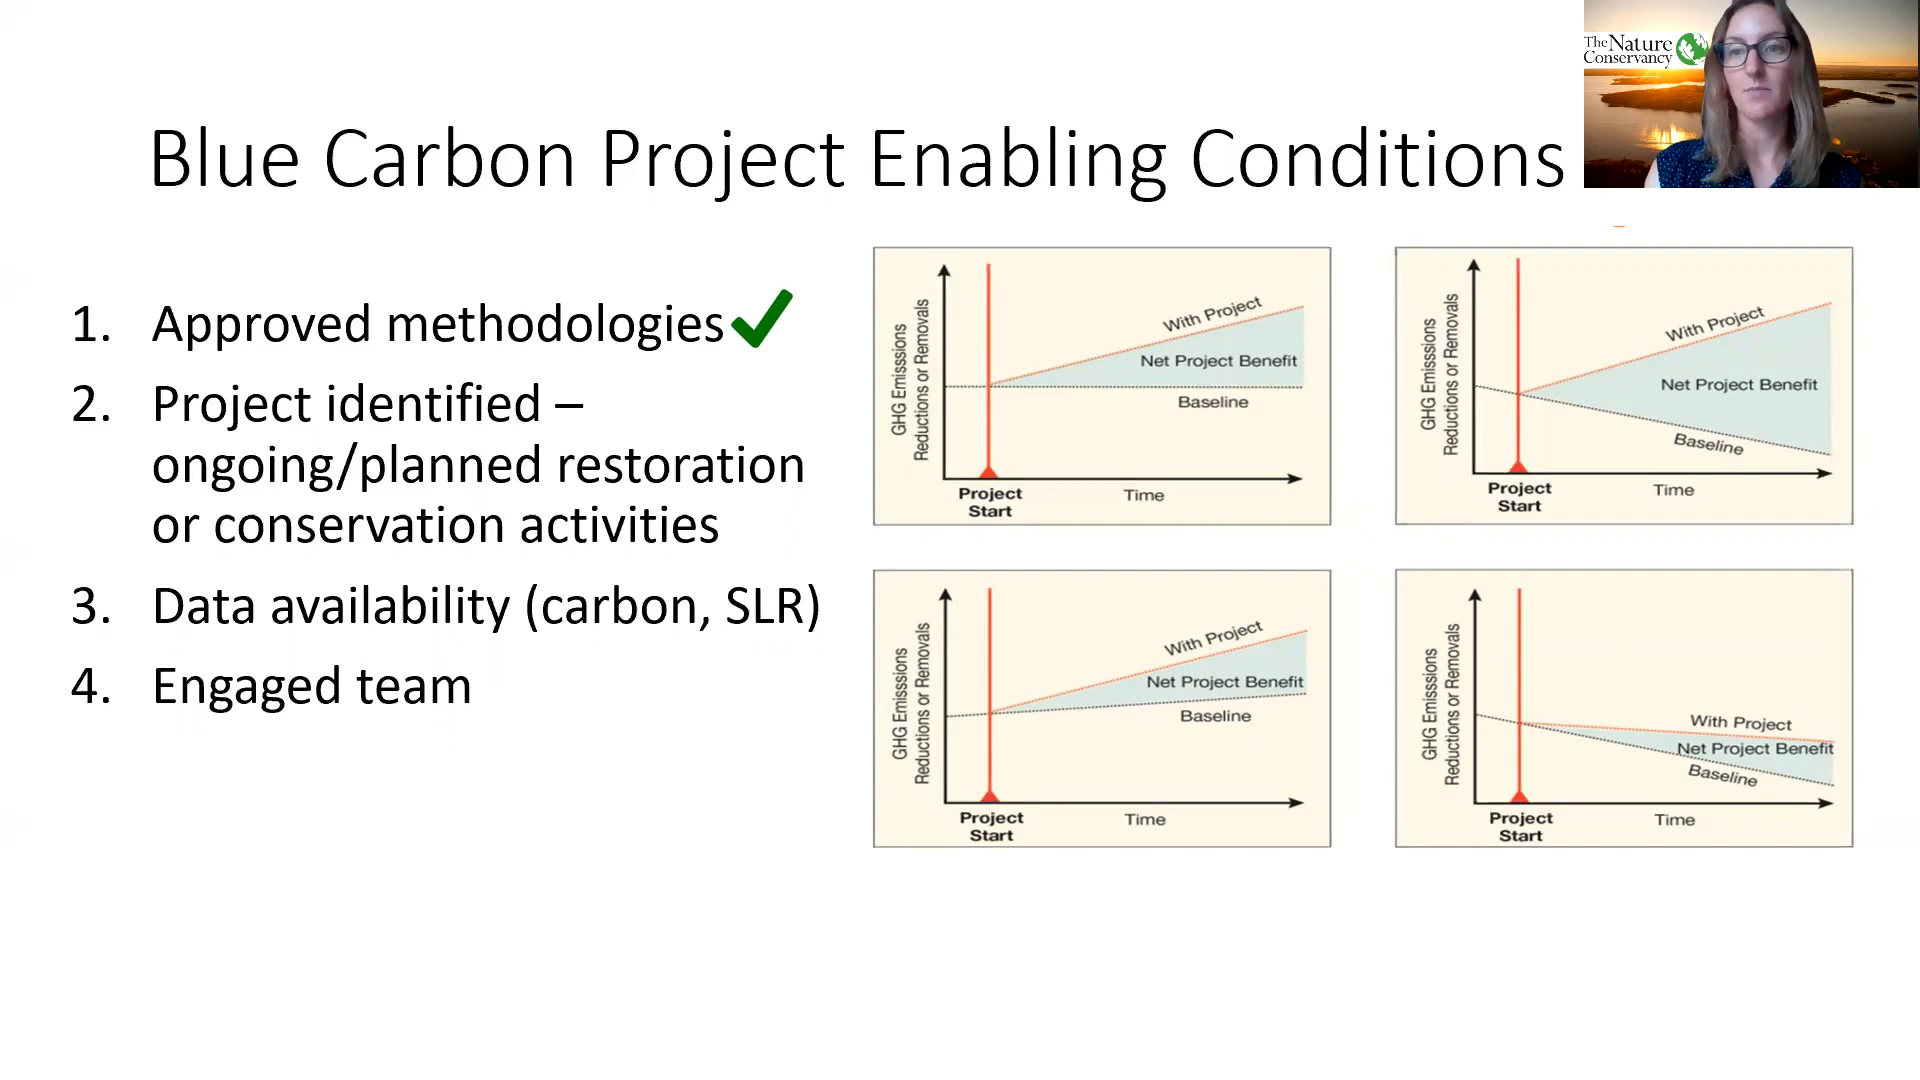 The Nature
Conservancy
Blue Carbon Project Enabling Conditions
1. Approved methodologies
2. Project identified –
ongoing/planned restoration
or conservation activities
3. Data availability (carbon, SLR)
4. Engaged team
GHG Emisssions
Reductions or Removals
With Project
Net Project Benefit
Baseline
Project
Start
Time
GHG Emisssions
Reductions or Removals
With Project
Net Project Benefit
Baseline
Project
Start
Time
GHG Emisssions
Reductions or Removals
With Project
Net Project Benefit
Baseline
Project
Start
Time
GHG Emisssions
Reductions or Removals
With Project
Net Project Benefit
Baseline
Project
Start
Time